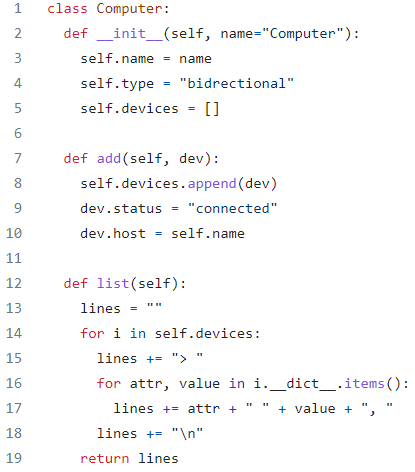 1 class Computer:
2   def __init__(self, name="Computer"):
3     self.name = name
4     self.type = "bidrectional"
5     self.devices = []
6
7   def add(self, dev):
8     self.devices.append(dev)
9     dev.status = "connected"
10     dev.host = self.name
11
12   def list(self):
13     lines = ""
14     for i in self.devices:
15       lines += "> "
16       for attr, value in i.__dict__.items():
17         lines += attr + " " + value + ", "
18       lines += "\n"
19     return lines